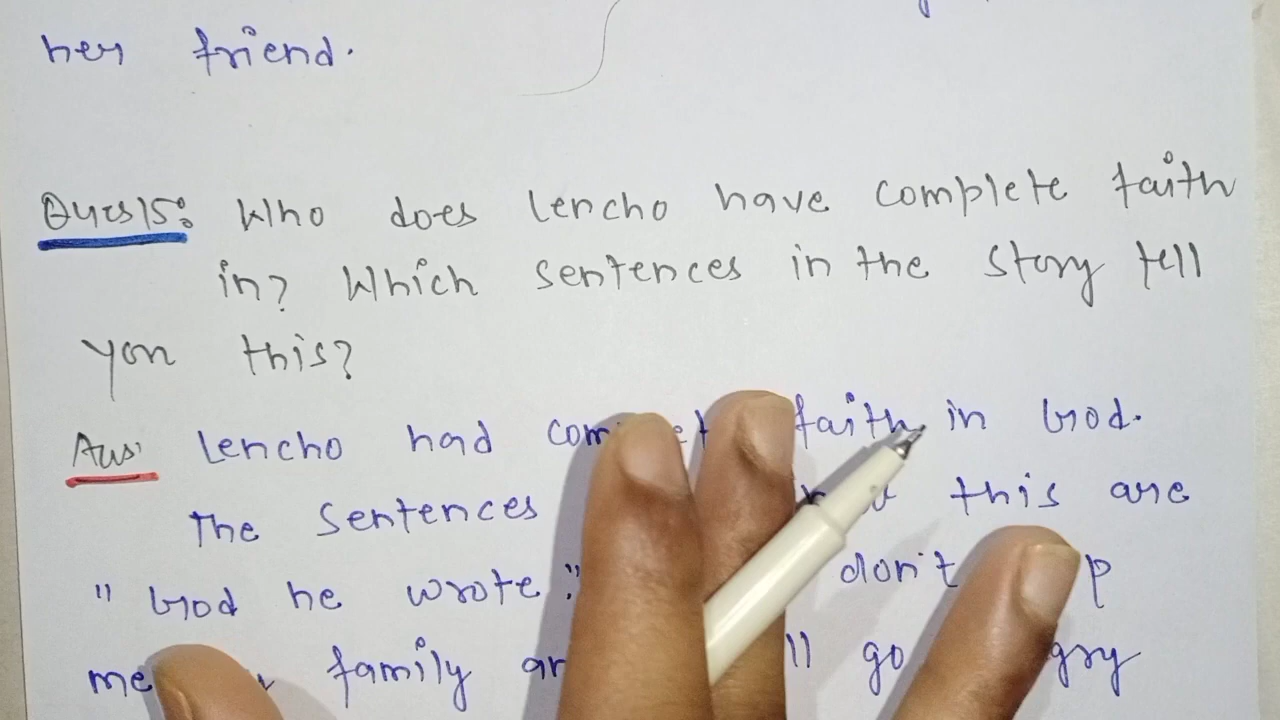 her friend.
Ques15: Who does Lencho have complete faith
in? Which sentences in the story tell
you this?
Ans: Lencho had faith in God.
The Sentences this are
"God he wrote:" don't
family go